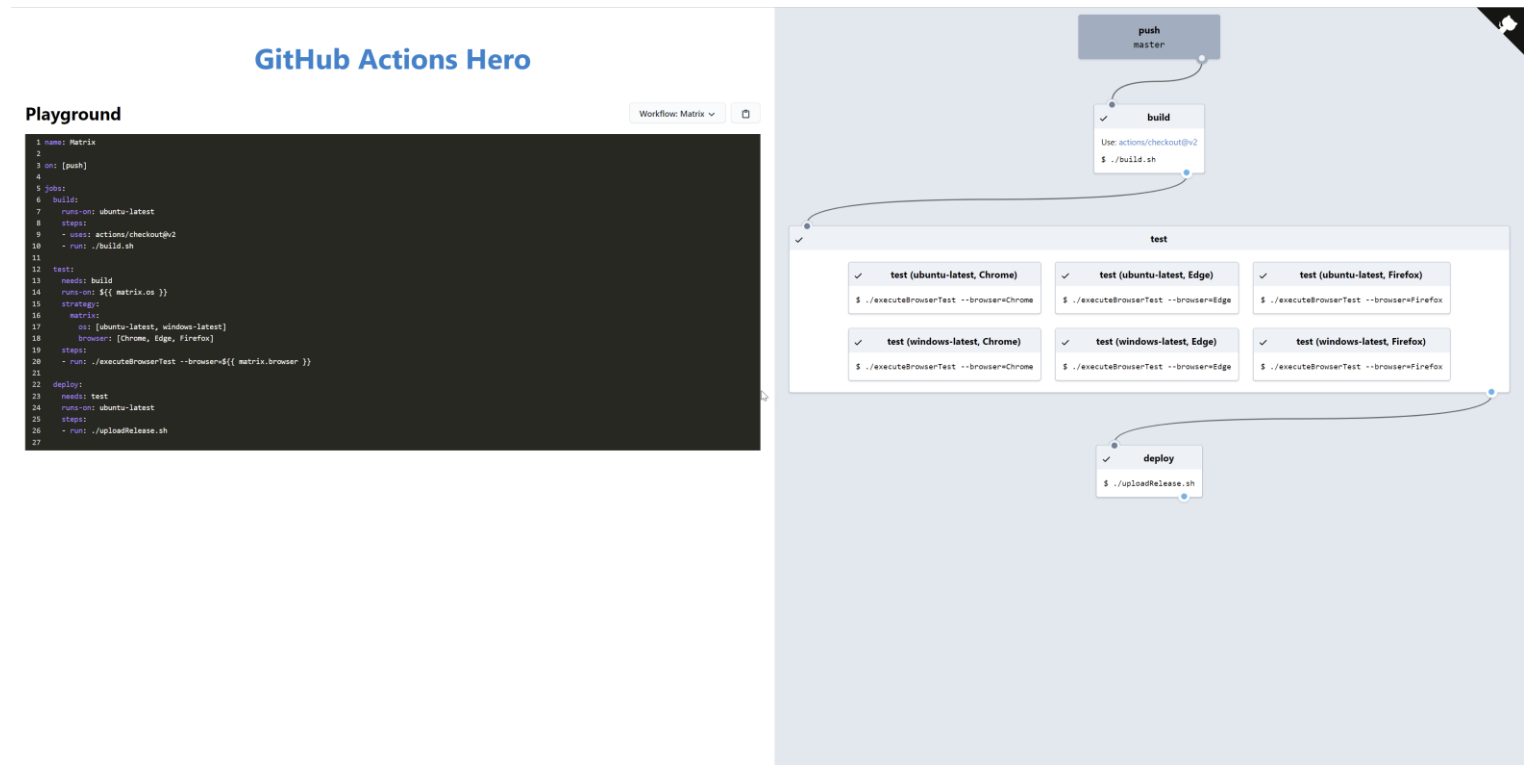 GitHub Actions Hero
Playground
Workflow: Matrix
1 name: Matrix
2
3 on: [push]
4
5 jobs:
6   build:
7     runs-on: ubuntu-latest
8     steps:
9     - uses: actions/checkout@v2
10     - run: ./build.sh
11
12   test:
13     needs: build
14     runs-on: ${{ matrix.os }}
15     strategy:
16       matrix:
17         os: [ubuntu-latest, windows-latest]
18         browser: [Chrome, Edge, Firefox]
19     steps:
20     - run: ./executeBrowserTest --browser=${{ matrix.browser }}
21
22   deploy:
23     needs: test
24     runs-on: ubuntu-latest
25     steps:
26     - run: ./uploadRelease.sh
27
push
master
build
Use: actions/checkout@v2
$ ./build.sh
test
test (ubuntu-latest, Chrome)
$ ./executeBrowserTest --browser=Chrome
test (ubuntu-latest, Edge)
$ ./executeBrowserTest --browser=Edge
test (ubuntu-latest, Firefox)
$ ./executeBrowserTest --browser=Firefox
test (windows-latest, Chrome)
$ ./executeBrowserTest --browser=Chrome
test (windows-latest, Edge)
$ ./executeBrowserTest --browser=Edge
test (windows-latest, Firefox)
$ ./executeBrowserTest --browser=Firefox
deploy
$ ./uploadRelease.sh